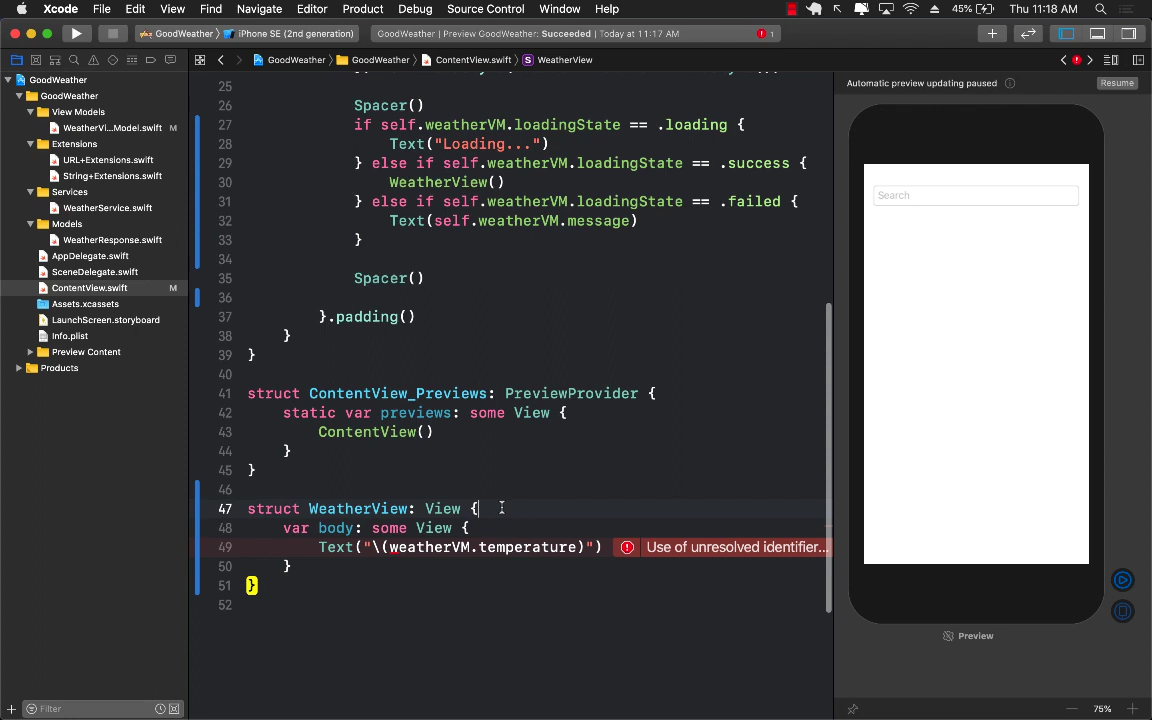 Xcode File Edit View Find Navigate Editor Product Debug Source Control Window Help 45% Thu 11:18 AM
GoodWeather iPhone SE (2nd generation) GoodWeather | Preview GoodWeather: Succeeded | Today at 11:17 AM 1
GoodWeather GoodWeather ContentView.swift S WeatherView
GoodWeather
GoodWeather
View Models
WeatherVi...Model.swift M
Extensions
URL+Extensions.swift
String+Extensions.swift
Services
WeatherService.swift
Models
WeatherResponse.swift
AppDelegate.swift
SceneDelegate.swift
ContentView.swift M
Assets.xcassets
LaunchScreen.storyboard
Info.plist
Preview Content
Products
Filter
25
26 Spacer()
27 if self.weatherVM.loadingState == .loading {
28 Text("Loading...")
29 } else if self.weatherVM.loadingState == .success {
30 WeatherView()
31 } else if self.weatherVM.loadingState == .failed {
32 Text(self.weatherVM.message)
33 }
34
35 Spacer()
36
37 }.padding()
38 }
39 }
40
41 struct ContentView_Previews: PreviewProvider {
42 static var previews: some View {
43 ContentView()
44 }
45 }
46
47 struct WeatherView: View {
48 var body: some View {
49 Text("\(weatherVM.temperature)") Use of unresolved identifier...
50 }
51 }
52
Automatic preview updating paused Resume
Search
Preview
75%